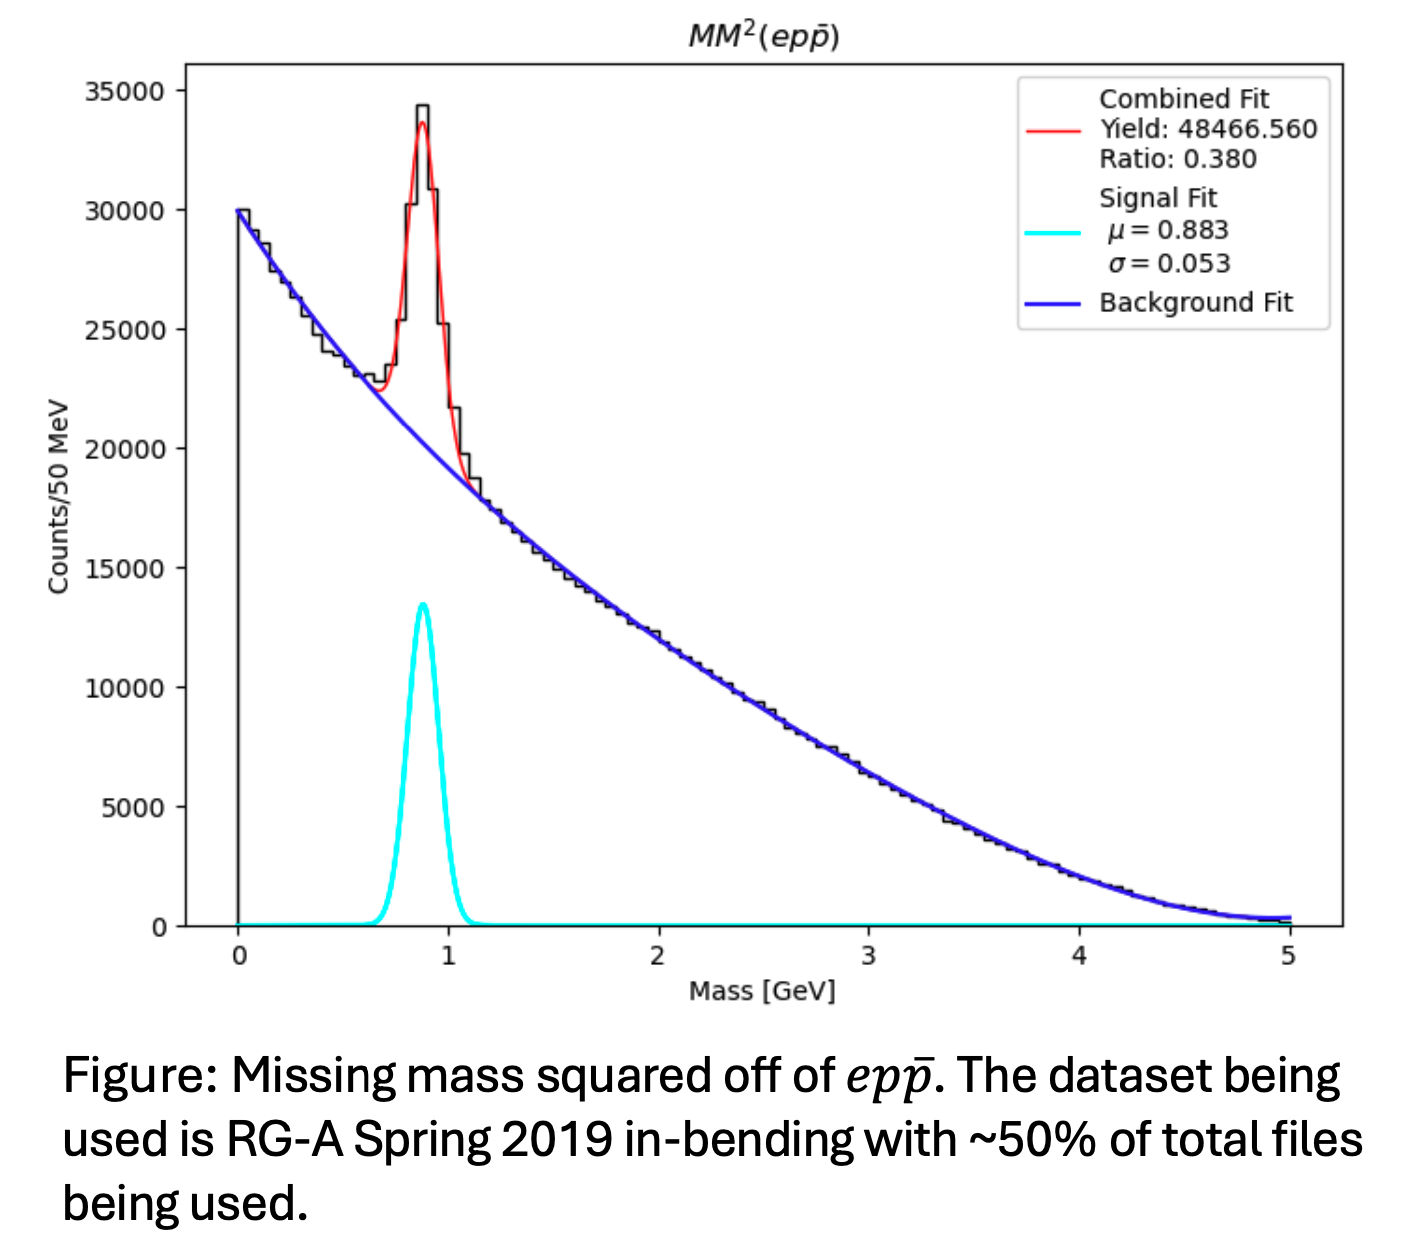 MM²(epp̄)
35000
30000
25000
20000
15000
10000
5000
0
Counts/50 MeV
Combined Fit
Yield: 48466.560
Ratio: 0.380
Signal Fit
μ = 0.883
σ = 0.053
Background Fit
0 1 2 3 4 5
Mass [GeV]
Figure: Missing mass squared off of epp̄. The dataset being
used is RG-A Spring 2019 in-bending with ~50% of total files
being used.